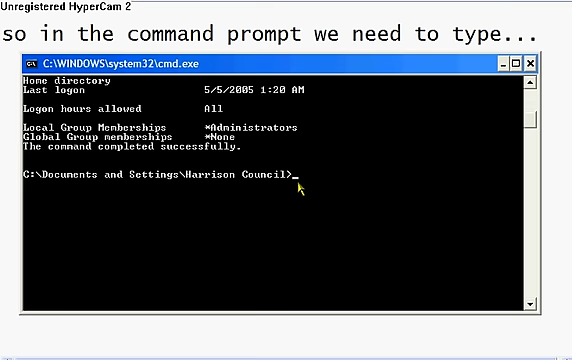 Unregistered HyperCam 2
so in the command prompt we need to type...
C:\WINDOWS\system32\cmd.exe
Home directory
Last logon 5/5/2005 1:20 AM
Logon hours allowed All
Local Group Memberships *Administrators
Global Group memberships *None
The command completed successfully.
C:\Documents and Settings\Harrison Council>_